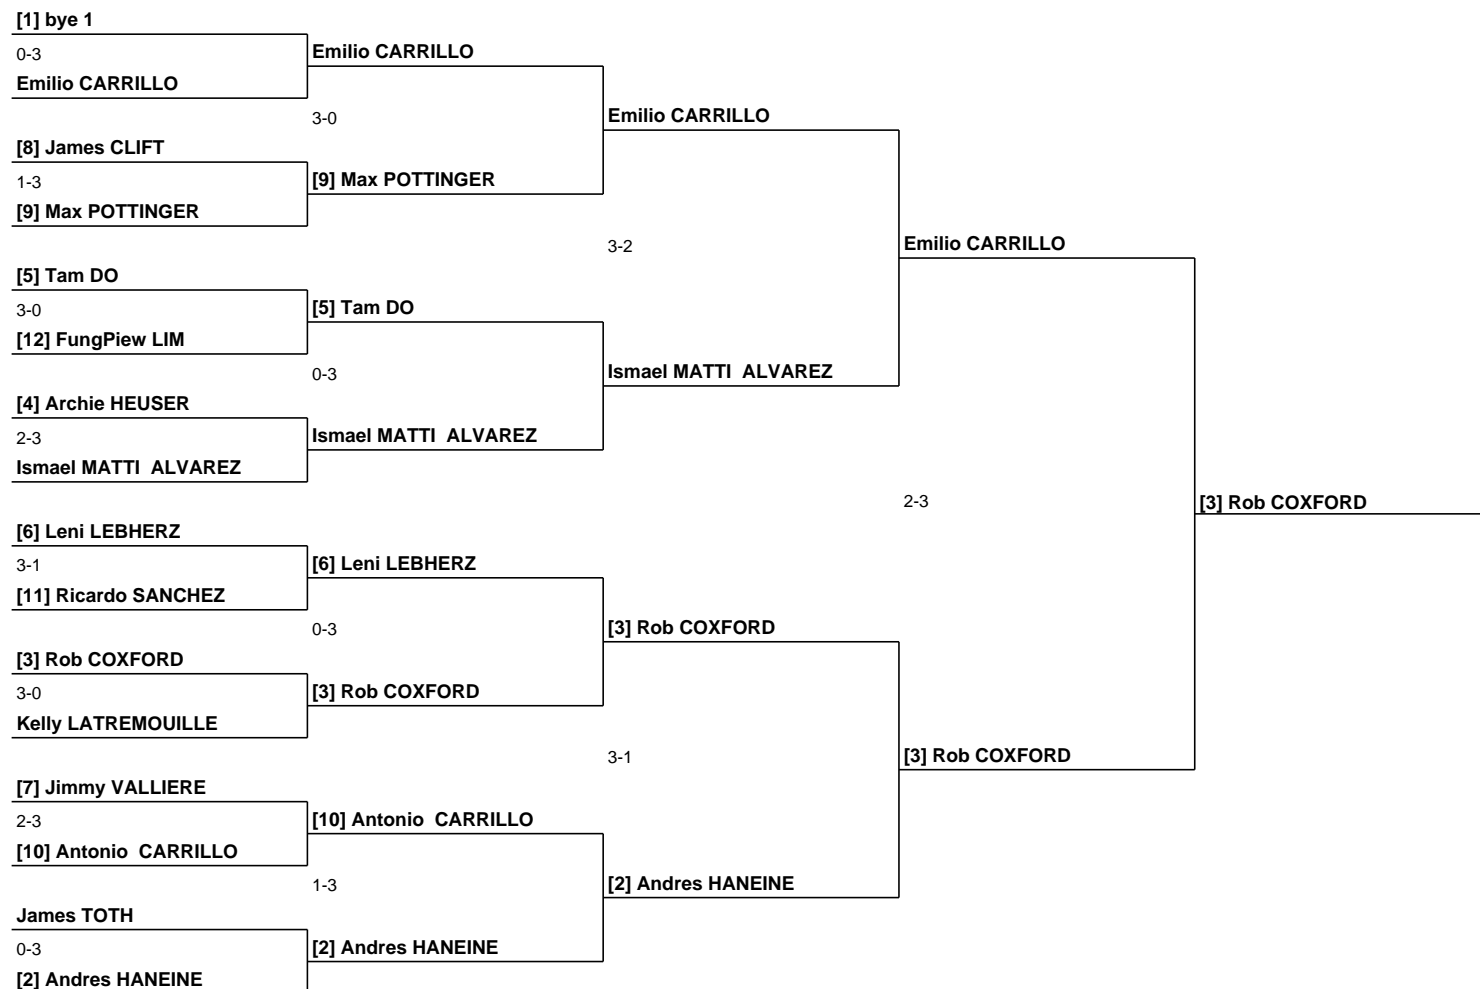 [1] bye 1
0-3
Emilio CARRILLO
[8] James CLIFT
1-3
[9] Max POTTINGER
[5] Tam DO
3-0
[12] FungPiew LIM
[4] Archie HEUSER
2-3
Ismael MATTI  ALVAREZ
[6] Leni LEBHERZ
3-1
[11] Ricardo SANCHEZ
[3] Rob COXFORD
3-0
Kelly LATREMOUILLE
[7] Jimmy VALLIERE
2-3
[10] Antonio  CARRILLO
James TOTH
0-3
[2] Andres HANEINE
Emilio CARRILLO
3-0
[9] Max POTTINGER
[5] Tam DO
0-3
Ismael MATTI  ALVAREZ
[6] Leni LEBHERZ
0-3
[3] Rob COXFORD
[10] Antonio  CARRILLO
1-3
[2] Andres HANEINE
Emilio CARRILLO
3-2
Ismael MATTI  ALVAREZ
[3] Rob COXFORD
3-1
[2] Andres HANEINE
Emilio CARRILLO
2-3
[3] Rob COXFORD
[3] Rob COXFORD